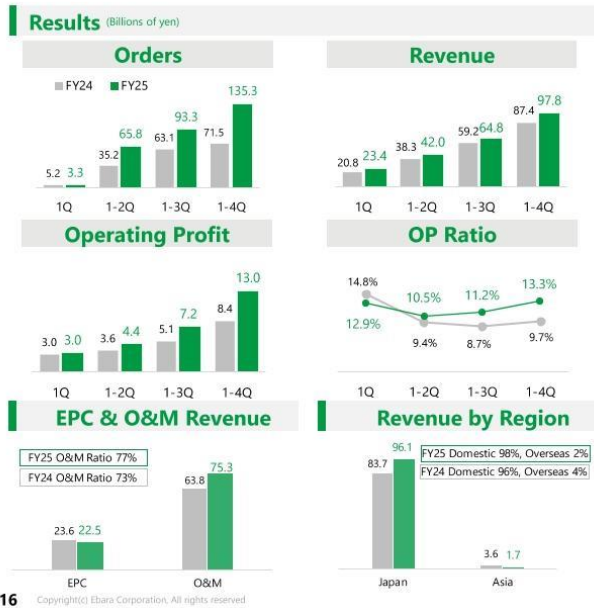 Results (Billions of yen)
Orders
FY24 FY25
5.2 3.3 35.2 65.8 63.1 93.3 71.5 135.3
1Q 1-2Q 1-3Q 1-4Q
Revenue
20.8 23.4 38.3 42.0 59.2 64.8 87.4 97.8
1Q 1-2Q 1-3Q 1-4Q
Operating Profit
3.0 3.0 3.6 4.4 5.1 7.2 8.4 13.0
1Q 1-2Q 1-3Q 1-4Q
OP Ratio
14.8% 10.5% 11.2% 13.3%
12.9% 9.4% 8.7% 9.7%
1Q 1-2Q 1-3Q 1-4Q
EPC & O&M Revenue
FY25 O&M Ratio 77%
FY24 O&M Ratio 73%
23.6 22.5 63.8 75.3
EPC O&M
Revenue by Region
FY25 Domestic 98%, Overseas 2%
FY24 Domestic 96%, Overseas 4%
83.7 96.1 3.6 1.7
Japan Asia
16 Copyright(c) Ebara Corporation, All rights reserved